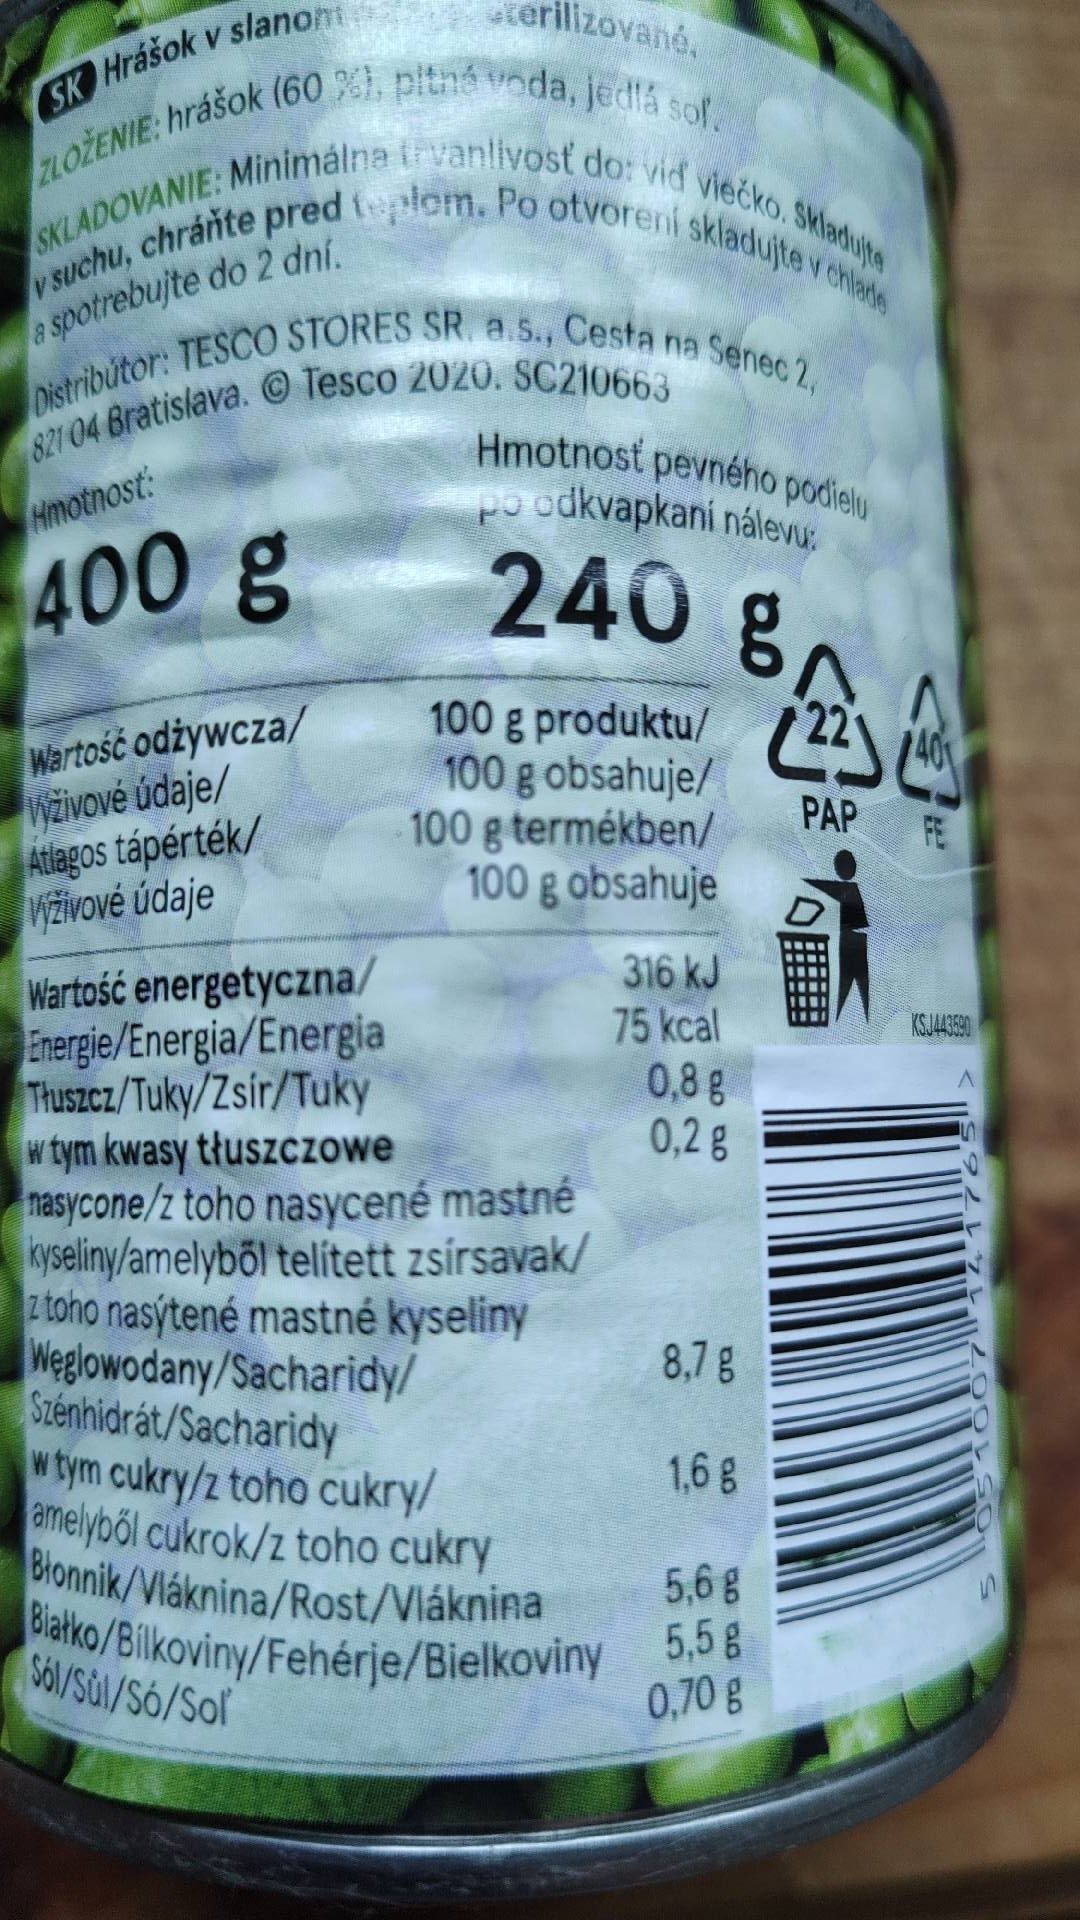 SK Hrášok v slanom sterilizované.
ZLOŽENIE: hrášok (60 %), pitná voda, jedlá soľ.
SKLADOVANIE: Minimálna trvanlivosť do: viď viečko. Skladujte
v suchu, chráňte pred teplom. Po otvorení skladujte v chlade
a spotrebujte do 2 dní.
Distribútor: TESCO STORES SR, a.s., Cesta na Senec 2,
821 04 Bratislava. © Tesco 2020. SC210663
Hmotnosť:
400 g
Hmotnosť pevného podielu
po odkvapkaní nálevu:
240 g
Wartość odżywcza/ 100 g produktu/
Výživové údaje/ 100 g obsahuje/
Átlagos tápérték/ 100 g termékben/
Výživové údaje 100 g obsahuje
22
PAP
40
FE
Wartość energetyczna/ 316 kJ
Energie/Energia/Energia 75 kcal
Tłuszcz/Tuky/Zsír/Tuky 0,8 g
w tym kwasy tłuszczowe 0,2 g
nasycone/z toho nasycené mastné
kyseliny/amelyből telített zsírsavak/
z toho nasýtené mastné kyseliny
Węglowodany/Sacharidy/ 8,7 g
Szénhidrát/Sacharidy
w tym cukry/z toho cukry/ 1,6 g
amelyből cukrok/z toho cukry
Błonnik/Vláknina/Rost/Vláknina 5,6 g
Białko/Bílkoviny/Fehérje/Bielkoviny 5,5 g
Sól/Sůl/Só/Soľ 0,70 g
KSJ443590
5 051007 141765 >